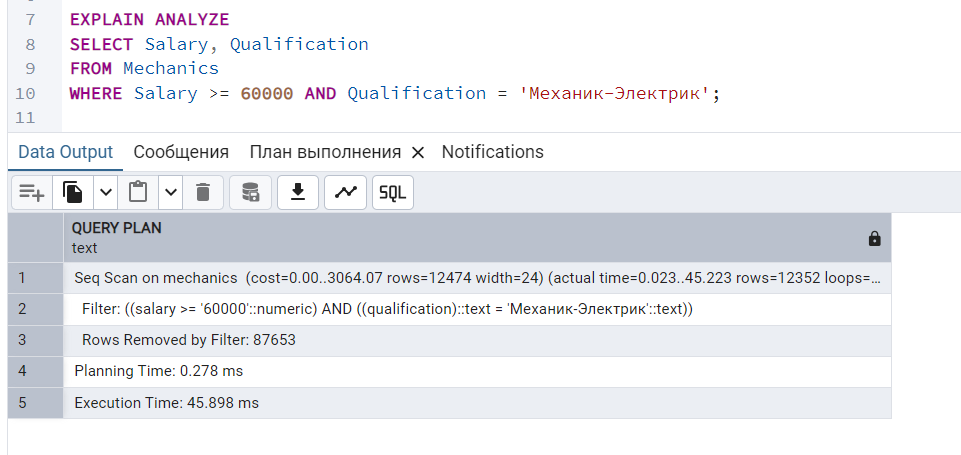 7 EXPLAIN ANALYZE
8 SELECT Salary, Qualification
9 FROM Mechanics
10 WHERE Salary >= 60000 AND Qualification = 'Механик-Электрик';
11
Data Output Сообщения План выполнения × Notifications
SQL
QUERY PLAN
text
1 Seq Scan on mechanics (cost=0.00..3064.07 rows=12474 width=24) (actual time=0.023..45.223 rows=12352 loops=...
2 Filter: ((salary >= '60000'::numeric) AND ((qualification)::text = 'Механик-Электрик'::text))
3 Rows Removed by Filter: 87653
4 Planning Time: 0.278 ms
5 Execution Time: 45.898 ms